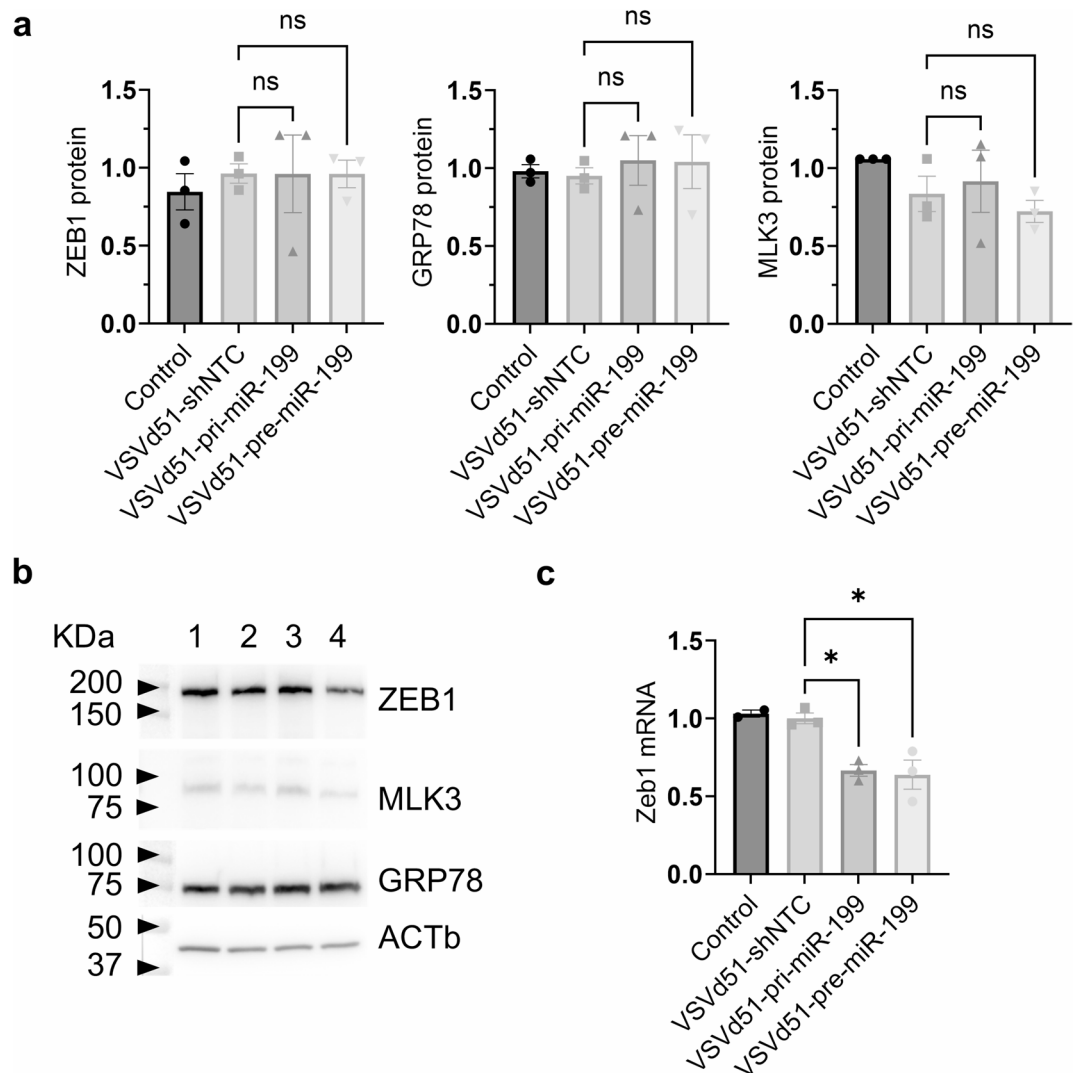 a
ns
ns
ZEB1 protein
1.5
1.0
0.5
0.0
Control
VSVd51-shNTC
VSVd51-pri-miR-199
VSVd51-pre-miR-199
ns
ns
GRP78 protein
1.5
1.0
0.5
0.0
Control
VSVd51-shNTC
VSVd51-pri-miR-199
VSVd51-pre-miR-199
ns
ns
MLK3 protein
1.5
1.0
0.5
0.0
Control
VSVd51-shNTC
VSVd51-pri-miR-199
VSVd51-pre-miR-199
b
KDa 1 2 3 4
200
150
ZEB1
100
75
MLK3
100
75
GRP78
50
37
ACTb
c
*
*
Zeb1 mRNA
1.5
1.0
0.5
0.0
Control
VSVd51-shNTC
VSVd51-pri-miR-199
VSVd51-pre-miR-199